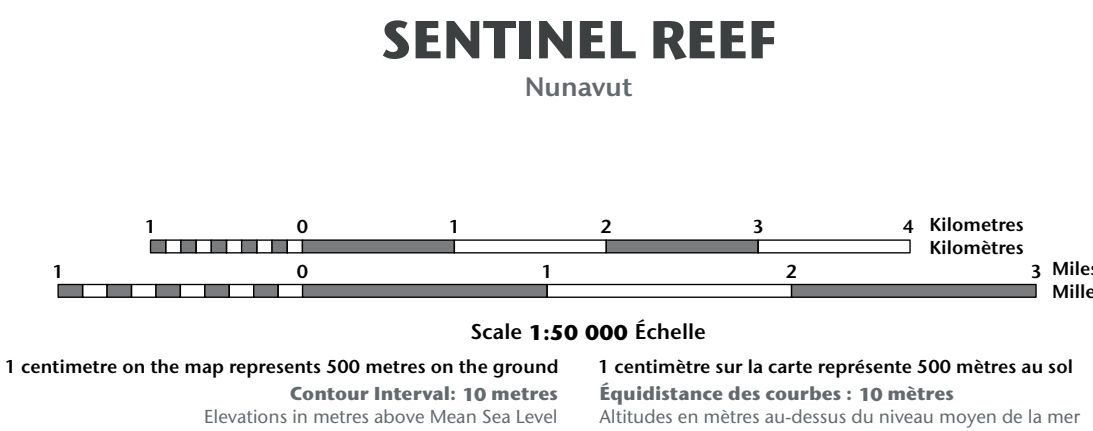 SENTINEL REEF
Nunavut
1 0 1 2 3 4 Kilometres
Kilomètres
1 0 1 2 3 Miles
Mille
Scale 1:50 000 Échelle
1 centimetre on the map represents 500 metres on the ground
1 centimètre sur la carte représente 500 mètres au sol
Contour Interval: 10 metres
Équidistance des courbes : 10 mètres
Elevations in metres above Mean Sea Level
Altitudes en mètres au-dessus du niveau moyen de la mer